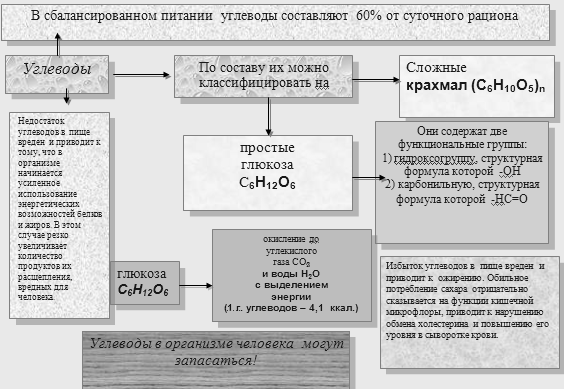 В сбалансированном питании углеводы составляют 60% от суточного рациона
Углеводы
По составу их можно
классифицировать на
Сложные
крахмал (C6H10O5)n
Недостаток
углеводов в пище
вреден и приводит к
тому, что в
организме
начинается
усиленное
использование
энергетических
возможностей белков
и жиров. В этом
случае резко
увеличивает
количество
продуктов их
расщепления,
вредных для
человека.
простые
глюкоза
C6H12O6
Они содержат две
функциональные группы:
1) гидроксогруппу, структурная
формула которой -OH
2) карбонильную, структурная
формула которой -HC=O
глюкоза
C6H12O6
окисление до
углекислого
газа CO8
и воды H2O
с выделением
энергии
(1.г. углеводов – 4,1 ккал.)
Избыток углеводов в пище вреден и
приводит к ожирению. Обильное
потребление сахара отрицательно
сказывается на функции кишечной
микрофлоры, приводит к нарушению
обмена холестерина и повышению его
уровня в сыворотке крови.
Углеводы в организме человека могут
запасаться!